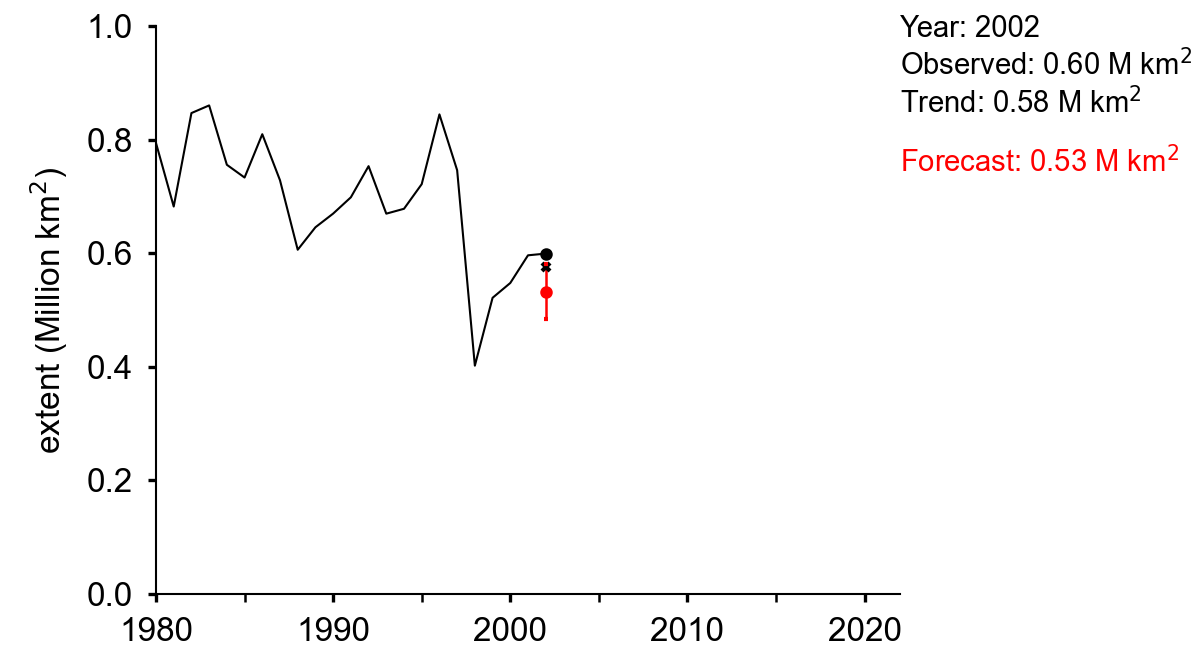 1.0
0.8
0.6
0.4
0.2
0.0
extent (Million km²)
1980 1990 2000 2010 2020
Year: 2002
Observed: 0.60 M km²
Trend: 0.58 M km²
Forecast: 0.53 M km²